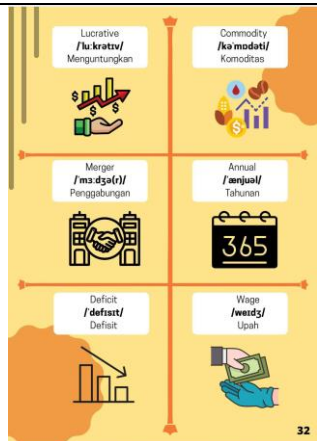 Lucrative
/ˈluːkrətɪv/
Menguntungkan
Commodity
/kəˈmɒdəti/
Komoditas
Merger
/ˈmɜːdʒə(r)/
Penggabungan
Annual
/ˈænjuəl/
Tahunan
365
Deficit
/ˈdefɪsɪt/
Defisit
Wage
/weɪdʒ/
Upah
32